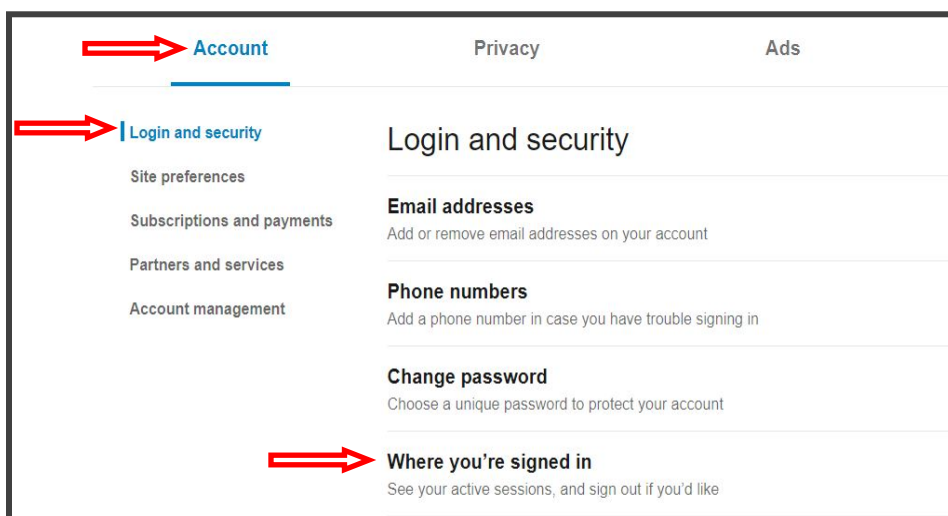 Account Privacy Ads
Login and security
Site preferences
Subscriptions and payments
Partners and services
Account management
Login and security
Email addresses
Add or remove email addresses on your account
Phone numbers
Add a phone number in case you have trouble signing in
Change password
Choose a unique password to protect your account
Where you’re signed in
See your active sessions, and sign out if you’d like